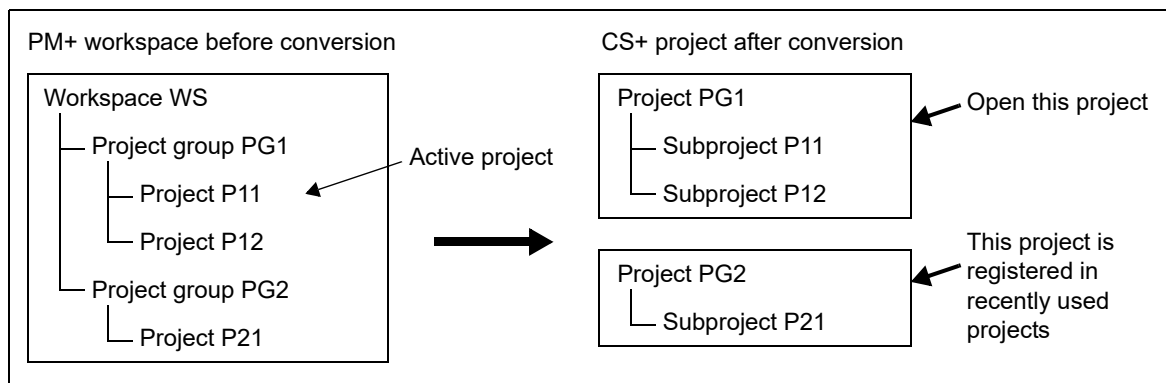 PM+ workspace before conversion
Workspace WS
Project group PG1
Project P11
Project P12
Project group PG2
Project P21
Active project
CS+ project after conversion
Project PG1
Subproject P11
Subproject P12
Open this project
Project PG2
Subproject P21
This project is
registered in
recently used
projects